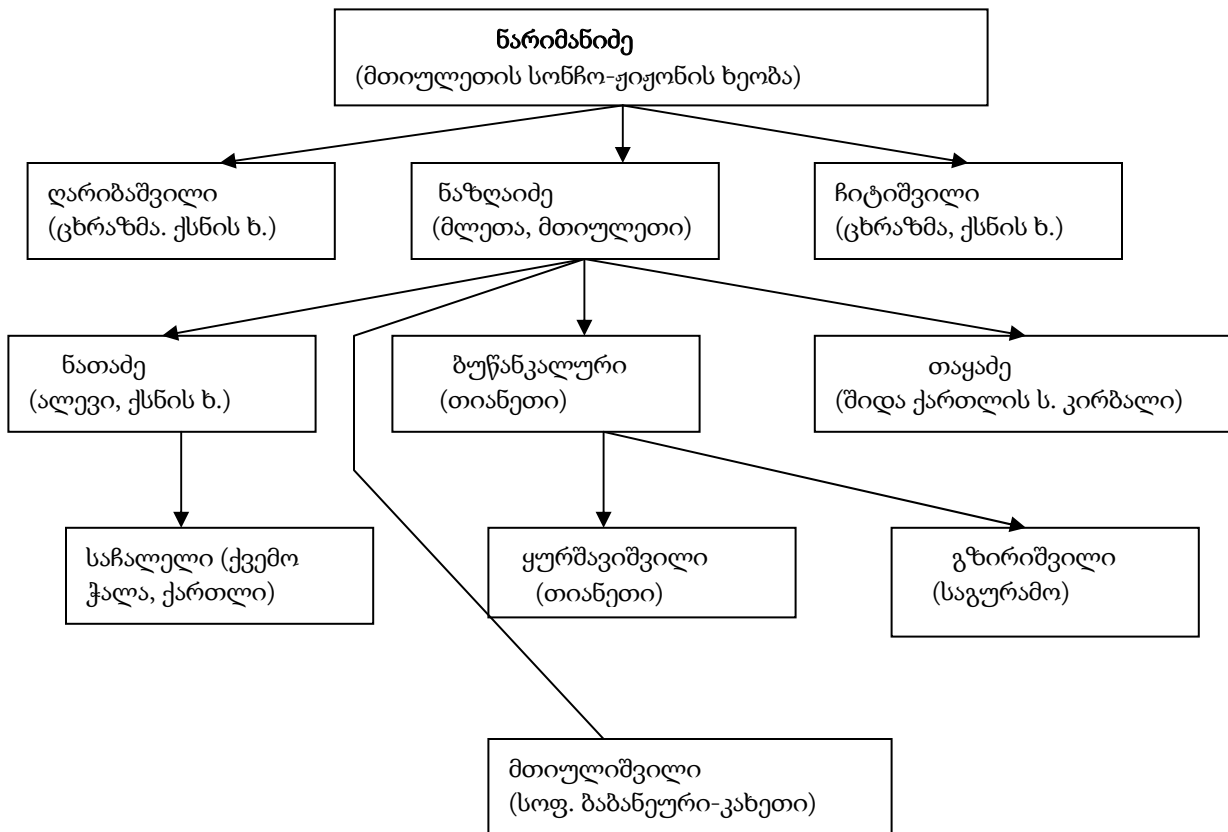 ნარიმანიძე
(მთიულეთის სონჩო-ჟიჟონის ხეობა)
ღარიბაშვილი
(ცხრაზმა. ქსნის ხ.)
ნაზღაიძე
(მლეთა, მთიულეთი)
ჩიტიშვილი
(ცხრაზმა, ქსნის ხ.)
ნათაძე
(ალევი, ქსნის ხ.)
ბუწანკალური
(თიანეთი)
თაყაძე
(შიდა ქართლის ს. კირბალი)
საჩალელი (ქვემო
ჭალა, ქართლი)
ყურშავიშვილი
(თიანეთი)
გზირიშვილი
(საგურამო)
მთიულიშვილი
(სოფ. ბაბანეური-კახეთი)